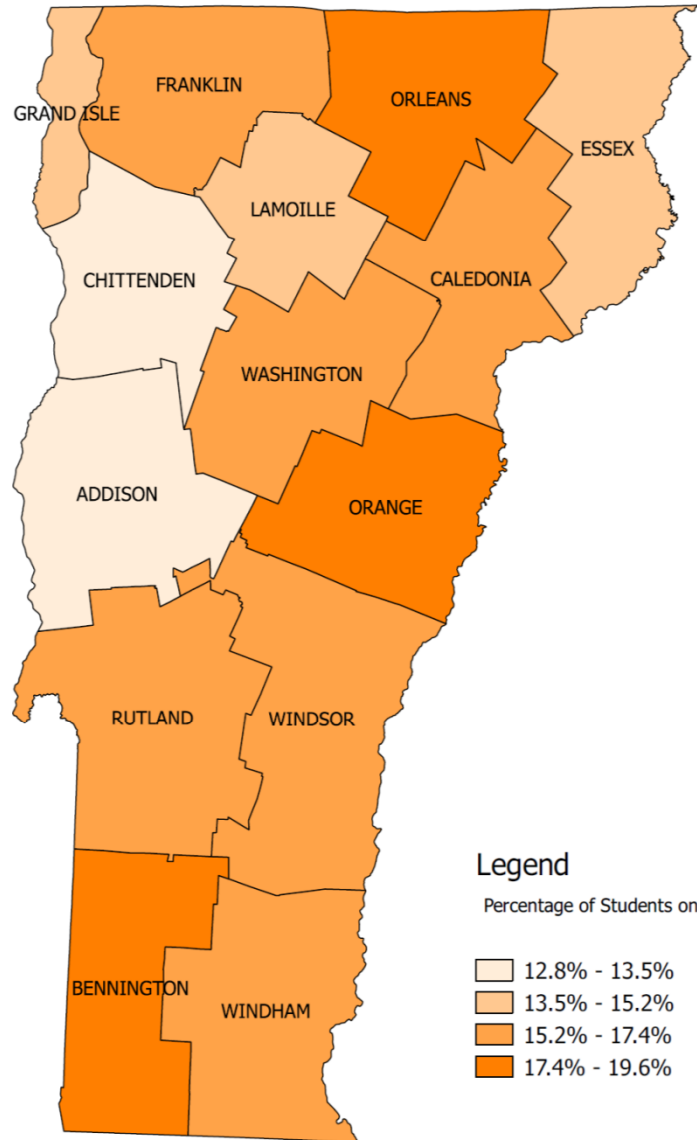 FRANKLIN
ORLEANS
GRAND ISLE
ESSEX
LAMOILLE
CHITTENDEN
CALEDONIA
WASHINGTON
ADDISON
ORANGE
RUTLAND
WINDSOR
BENNINGTON
WINDHAM
Legend
Percentage of Students on
12.8% - 13.5%
13.5% - 15.2%
15.2% - 17.4%
17.4% - 19.6%